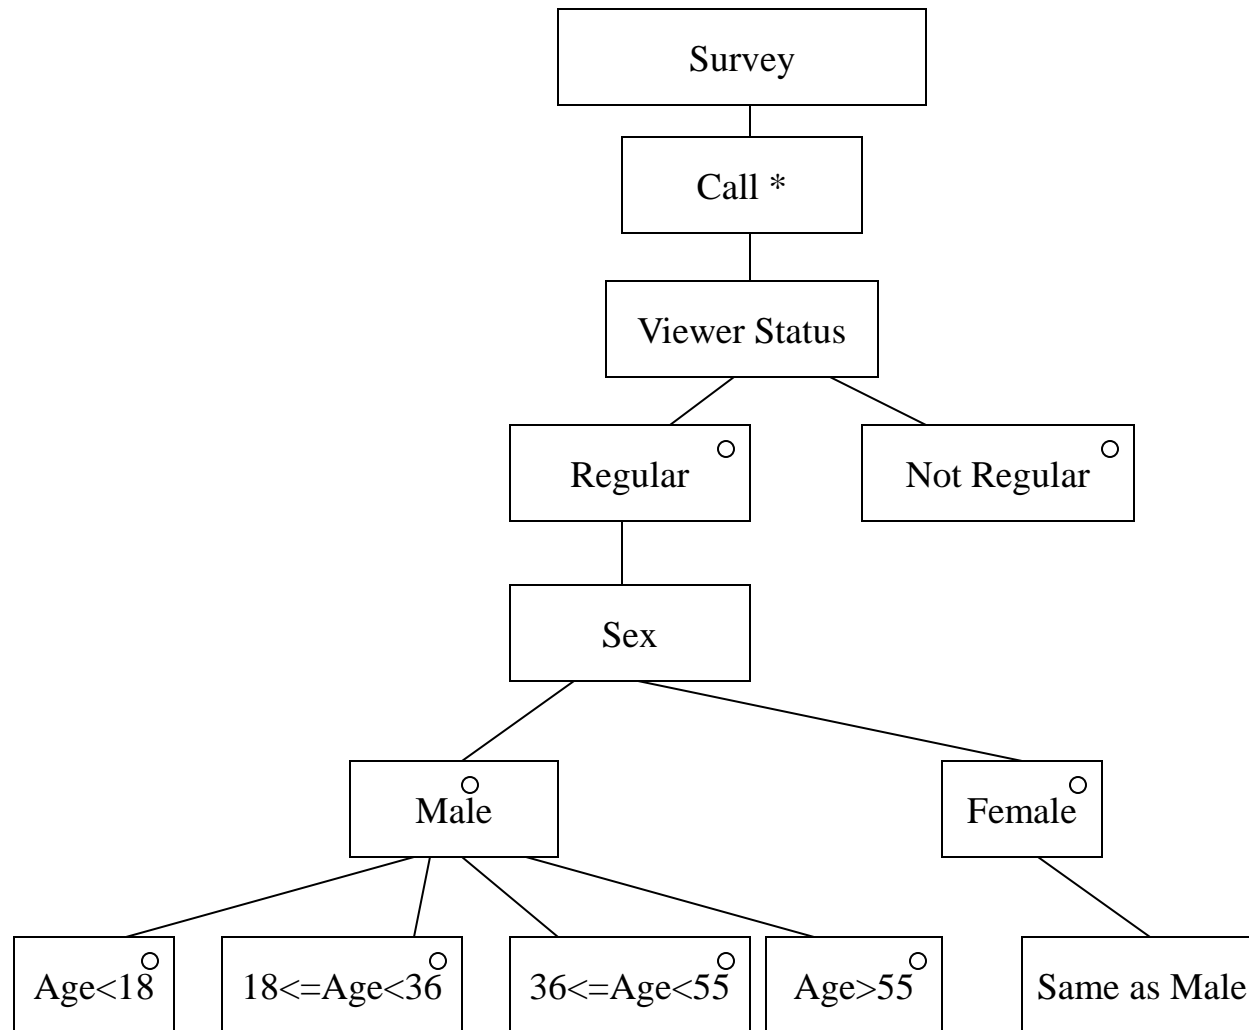 Survey
Call *
Viewer Status
Regular
Not Regular
Sex
Male
Female
Age<18
18<=Age<36
36<=Age<55
Age>55
Same as Male